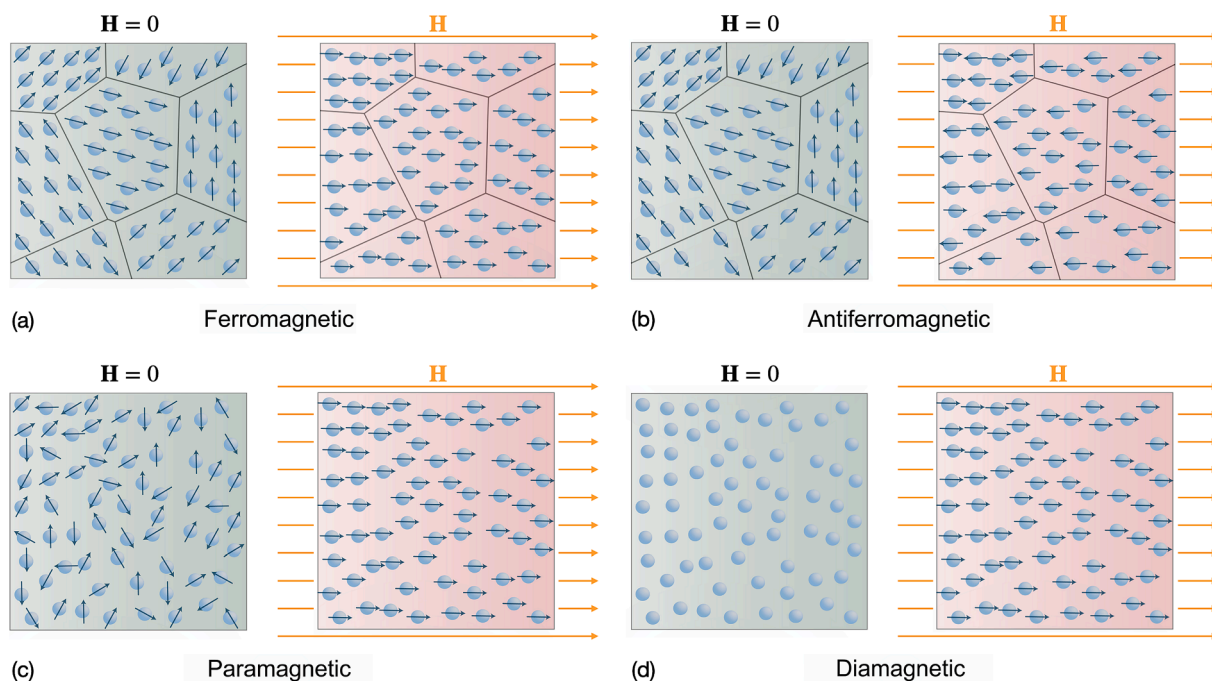 H = 0
H
H = 0
H
(a) Ferromagnetic
(b) Antiferromagnetic
H = 0
H
H = 0
H
(c) Paramagnetic
(d) Diamagnetic